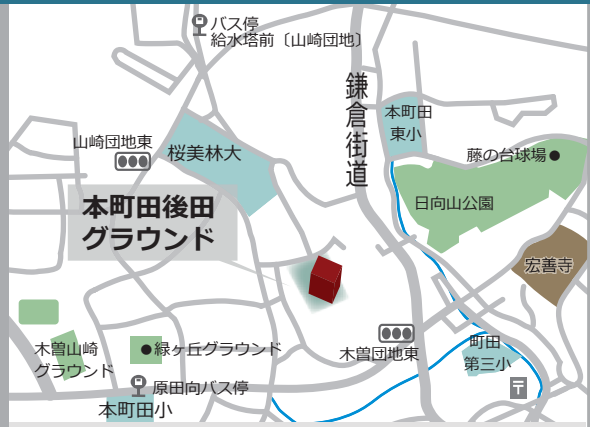 バス停
給水塔前〔山崎団地〕
鎌倉街道
本町田
東小
山崎団地東
桜美林大
藤の台球場●
本町田後田
グラウンド
日向山公園
宏善寺
木曽山崎
グラウンド
●緑ヶ丘グラウンド
木曽団地東
町田
第三小
原田向バス停
本町田小
〒